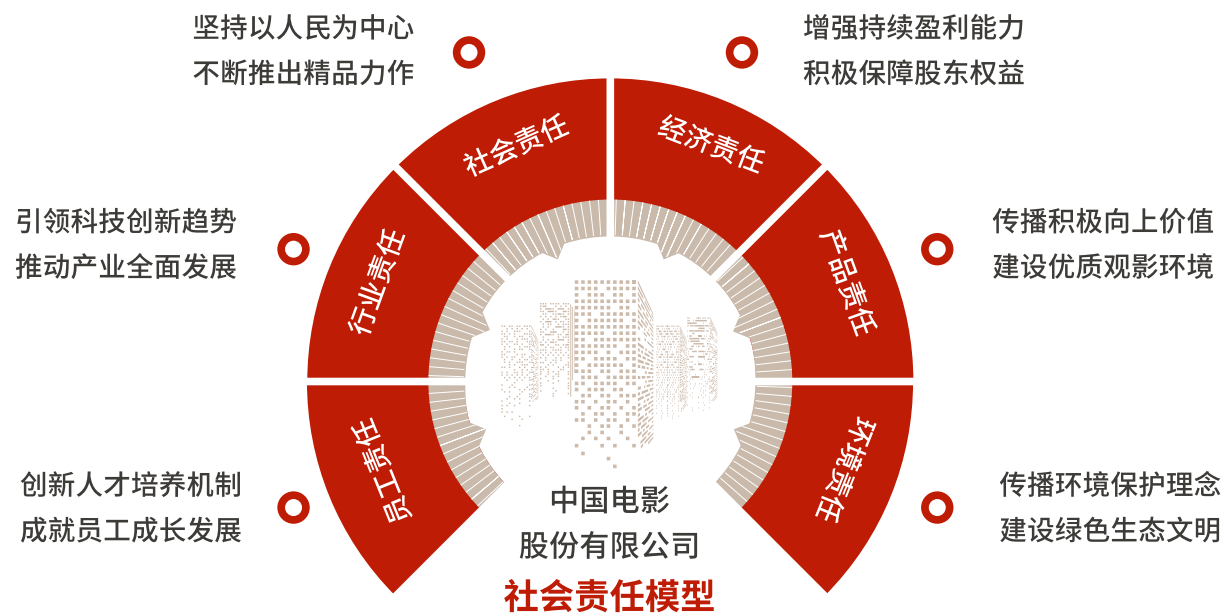 坚持以人民为中心
不断推出精品力作
增强持续盈利能力
积极保障股东权益
社会责任
经济责任
引领科技创新趋势
推动产业全面发展
行业责任
产品责任
传播积极向上价值
建设优质观影环境
员工责任
环境责任
创新人才培养机制
成就员工成长发展
传播环境保护理念
建设绿色生态文明
中国电影
股份有限公司
社会责任模型